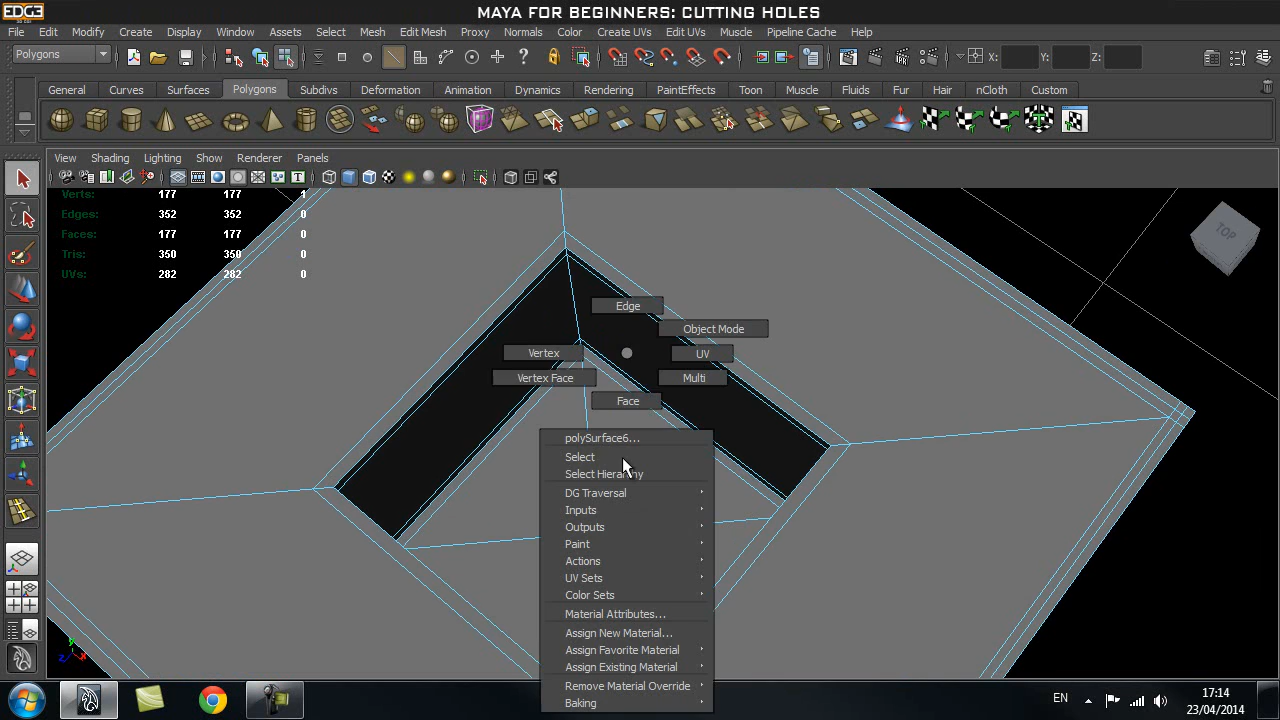 EDGE
MAYA FOR BEGINNERS: CUTTING HOLES
File Edit Modify Create Display Window Assets Select Mesh Edit Mesh Proxy Normals Color Create UVs Edit UVs Muscle Pipeline Cache Help
Polygons
X: Y: Z:
General Curves Surfaces Polygons Subdivs Deformation Animation Dynamics Rendering PaintEffects Toon Muscle Fluids Fur Hair nCloth Custom
View Shading Lighting Show Renderer Panels
Verts: 177 177 1
Edges: 352 352 0
Faces: 177 177 0
Tris: 350 350 0
UVs: 282 282 0
TOP
Edge
Object Mode
Vertex
UV
Vertex Face
Multi
Face
polySurface6...
Select
Select Hierarchy
DG Traversal
Inputs
Outputs
Paint
Actions
UV Sets
Color Sets
Material Attributes...
Assign New Material...
Assign Favorite Material
Assign Existing Material
Remove Material Override
Baking
y
z x
EN
17:14
23/04/2014